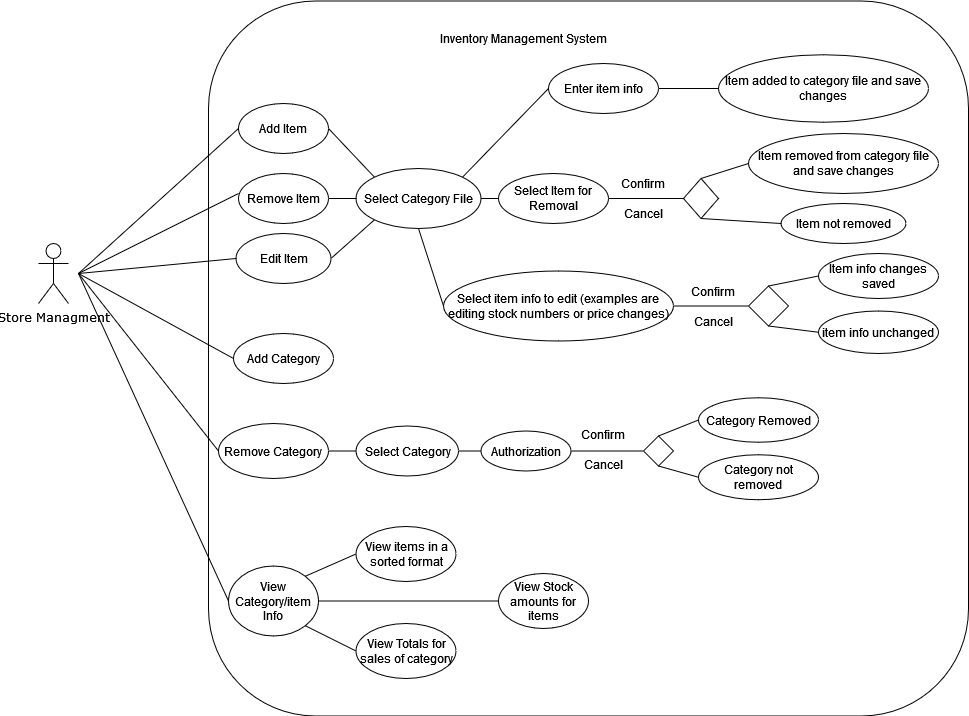 Inventory Management System
Enter item info
Item added to category file and save
changes
Add Item
Item removed from category file
and save changes
Remove Item
Select Category File
Select Item for
Removal
Confirm
Cancel
Item not removed
Edit Item
Item info changes
saved
Store Managment
Select item info to edit (examples are
editing stock numbers or price changes)
Confirm
Cancel
item info unchanged
Add Category
Category Removed
Remove Category
Select Category
Authorization
Confirm
Cancel
Category not
removed
View items in a
sorted format
View
Category/item
Info
View Stock
amounts for
items
View Totals for
sales of category